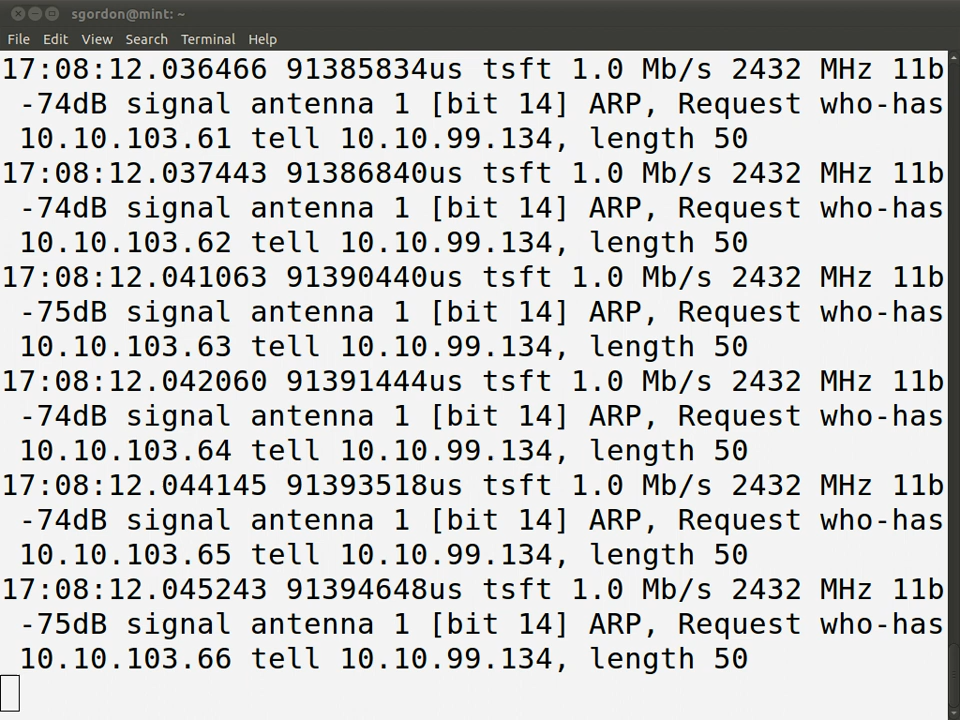 sgordon@mint: ~
File Edit View Search Terminal Help
17:08:12.036466 91385834us tsft 1.0 Mb/s 2432 MHz 11b
-74dB signal antenna 1 [bit 14] ARP, Request who-has
10.10.103.61 tell 10.10.99.134, length 50
17:08:12.037443 91386840us tsft 1.0 Mb/s 2432 MHz 11b
-74dB signal antenna 1 [bit 14] ARP, Request who-has
10.10.103.62 tell 10.10.99.134, length 50
17:08:12.041063 91390440us tsft 1.0 Mb/s 2432 MHz 11b
-75dB signal antenna 1 [bit 14] ARP, Request who-has
10.10.103.63 tell 10.10.99.134, length 50
17:08:12.042060 91391444us tsft 1.0 Mb/s 2432 MHz 11b
-74dB signal antenna 1 [bit 14] ARP, Request who-has
10.10.103.64 tell 10.10.99.134, length 50
17:08:12.044145 91393518us tsft 1.0 Mb/s 2432 MHz 11b
-74dB signal antenna 1 [bit 14] ARP, Request who-has
10.10.103.65 tell 10.10.99.134, length 50
17:08:12.045243 91394648us tsft 1.0 Mb/s 2432 MHz 11b
-75dB signal antenna 1 [bit 14] ARP, Request who-has
10.10.103.66 tell 10.10.99.134, length 50